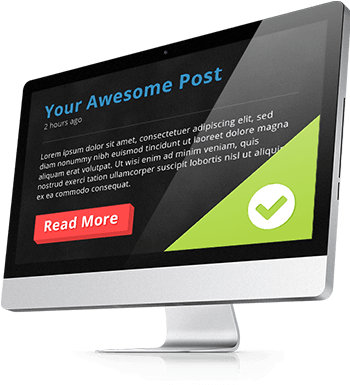 Your Awesome Post
2 hours ago
Lorem ipsum dolor sit amet, consectetuer adipiscing elit, sed
diam nonummy nibh euismod tincidunt ut laoreet dolore magna
aliquam erat volutpat. Ut wisi enim ad minim veniam, quis
nostrud exerci tation ullamcorper suscipit lobortis nisl ut aliquip
ex ea commodo consequat.
Read More